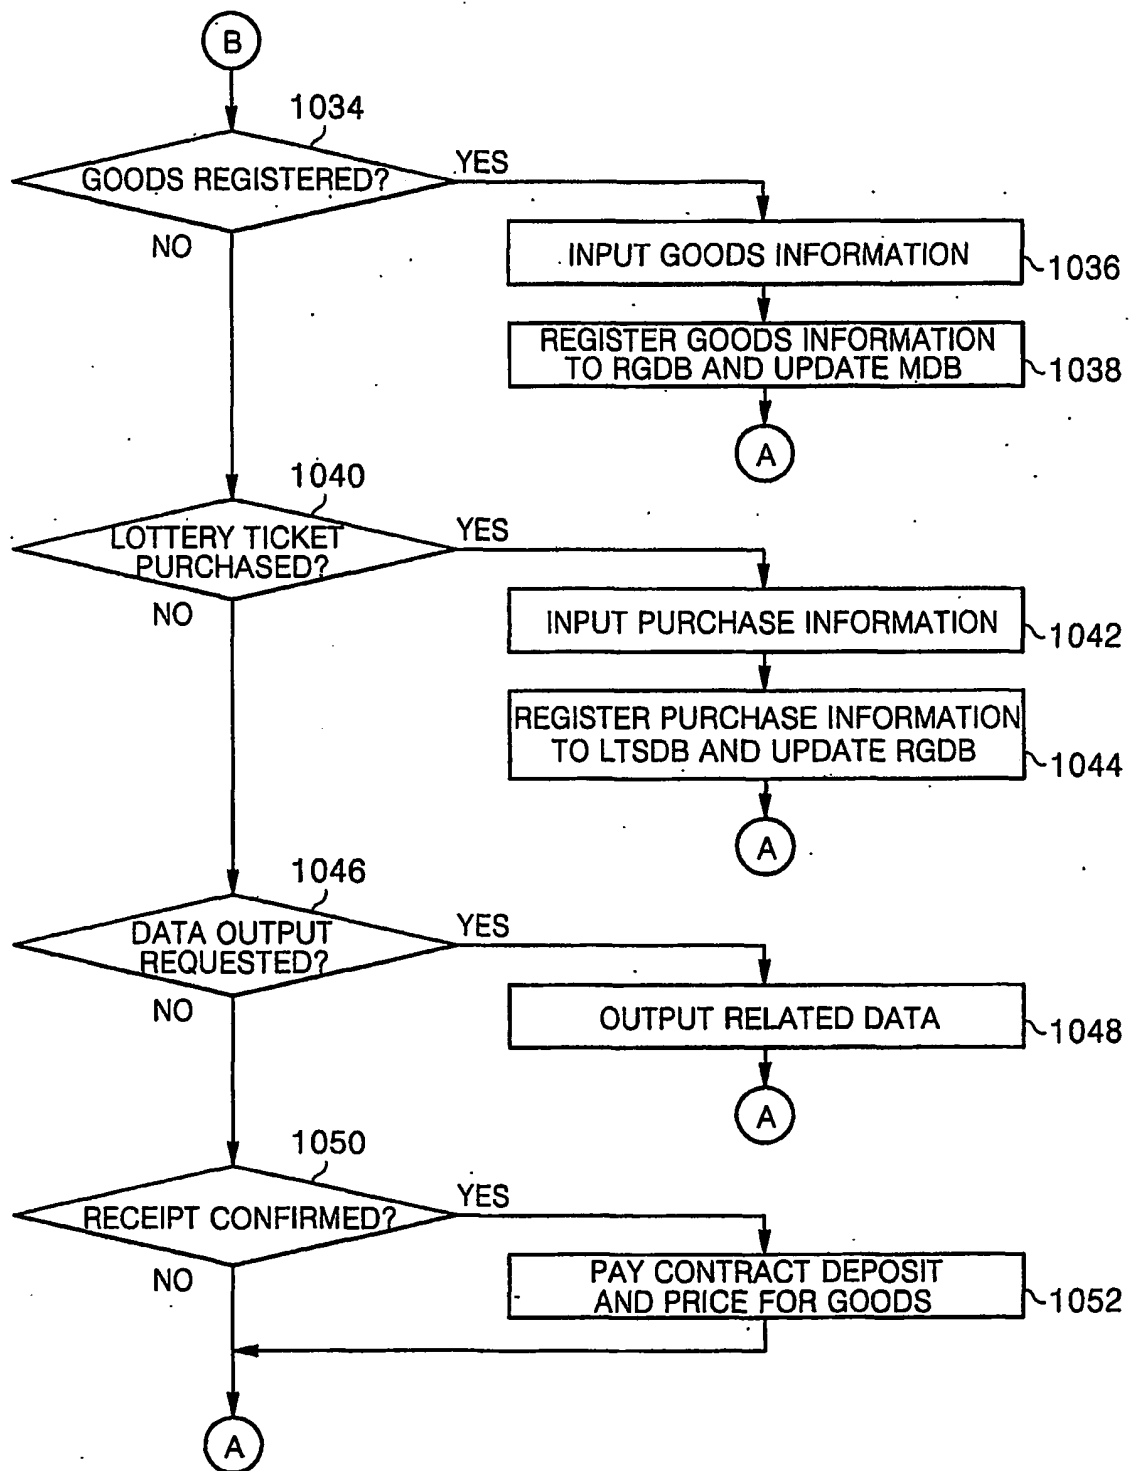 B
1034
GOODS REGISTERED?
YES
NO
INPUT GOODS INFORMATION
1036
REGISTER GOODS INFORMATION
TO RGDB AND UPDATE MDB
1038
A
1040
LOTTERY TICKET
PURCHASED?
YES
NO
INPUT PURCHASE INFORMATION
1042
REGISTER PURCHASE INFORMATION
TO LTSDB AND UPDATE RGDB
1044
A
1046
DATA OUTPUT
REQUESTED?
YES
NO
OUTPUT RELATED DATA
1048
A
1050
RECEIPT CONFIRMED?
YES
NO
PAY CONTRACT DEPOSIT
AND PRICE FOR GOODS
1052
A